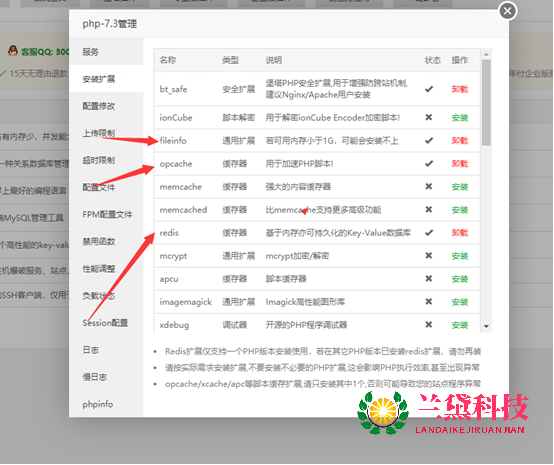 php-7.3管理
客服QQ: 300
15天无理由退款
年付企业版
有内存少、并发能
一种关系数据库管理
界上最好的编程语言
端MySQL管理工具
个高性能的key-va
主机爆破服务、站点,
的SSH客户端，仅用于
服务
安装扩展
配置修改
上传限制
超时限制
配置文件
FPM配置文件
禁用函数
性能调整
负载状态
Session配置
日志
慢日志
phpinfo
名称 类型 说明 状态 操作
bt_safe 安全扩展 堡塔PHP安全扩展,用于增强防跨站机制,建议Nginx/Apache用户安装 卸载
ionCube 脚本解密 用于解密ionCube Encoder加密脚本! 安装
fileinfo 通用扩展 若可用内存小于1G，可能会安装不上 卸载
opcache 缓存器 用于加速PHP脚本! 卸载
memcache 缓存器 强大的内容缓存器 安装
memcached 缓存器 比memcache支持更多高级功能 安装
redis 缓存器 基于内存亦可持久化的Key-Value数据库 卸载
mcrypt 通用扩展 mcrypt加密/解密 安装
apcu 缓存器 脚本缓存器 安装
imagemagick 通用扩展 Imagick高性能图形库 安装
xdebug 调试器 开源的PHP程序调试器 安装
Redis扩展仅支持一个PHP版本安装使用，若在其它PHP版本已安装redis扩展，请勿再装
请按实际需求安装扩展,不要安装不必要的PHP扩展,这会影响PHP执行效率,甚至出现异常
opcache/xcache/apc等脚本缓存扩展,请只安装其中1个,否则可能导致您的站点程序异常
兰黛科技
LANDAIKEJIRUANJIAN